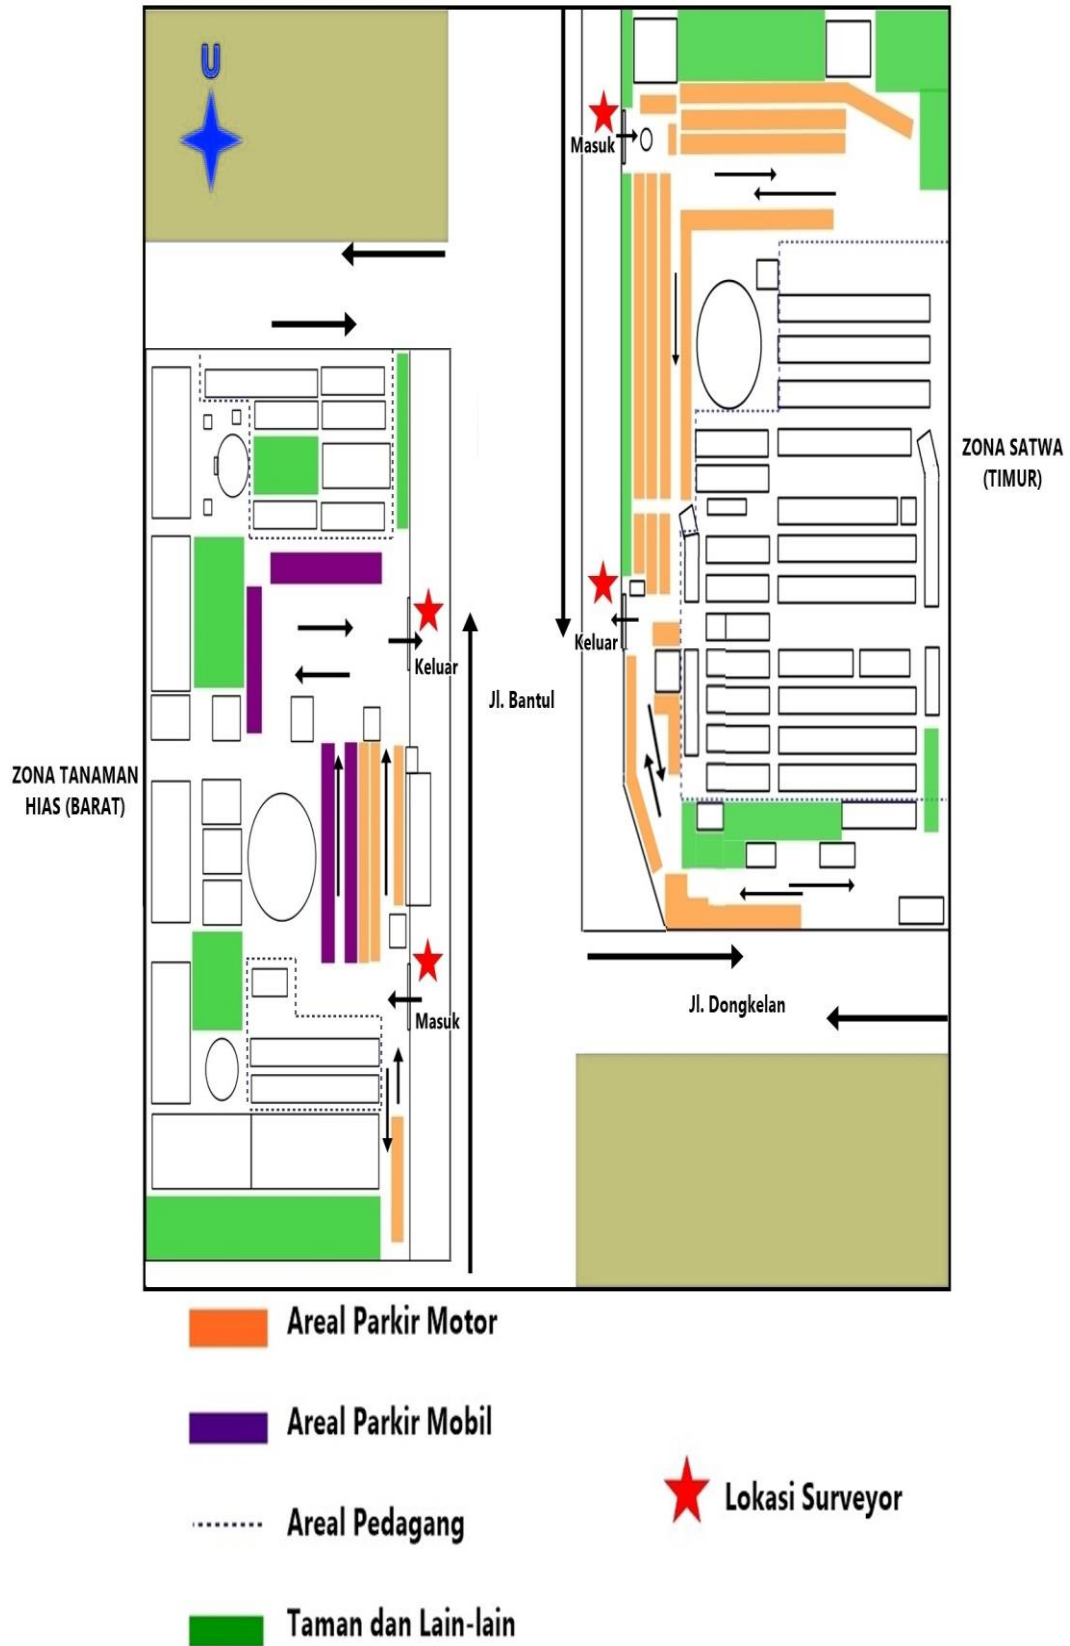 U
Masuk
ZONA SATWA
(TIMUR)
Keluar
Keluar
Jl. Bantul
ZONA TANAMAN
HIAS (BARAT)
Masuk
Jl. Dongkelan
Areal Parkir Motor
Areal Parkir Mobil
Lokasi Surveyor
Areal Pedagang
Taman dan Lain-lain